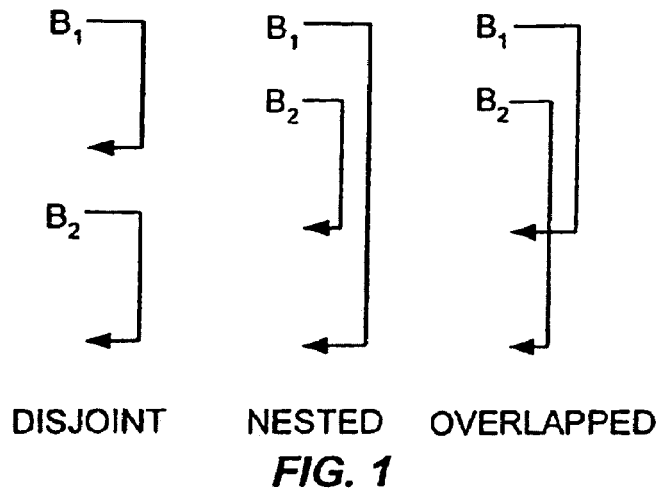 B₁ B₁ B₁
B₂ B₂
B₂
DISJOINT NESTED OVERLAPPED
FIG. 1